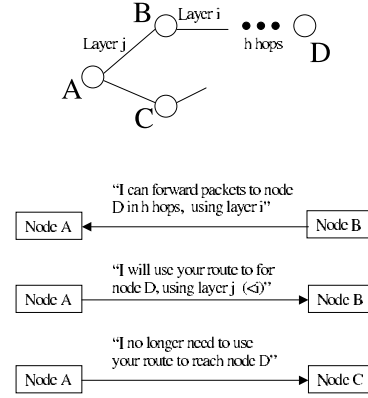 B
Layer i
Layer j
h hops
D
A
C
"I can forward packets to node
D in h hops, using layer i"
Node A
Node B
"I will use your route to for
node D, using layer j (<i)"
Node A
Node B
"I no longer need to use
your route to reach node D"
Node A
Node C